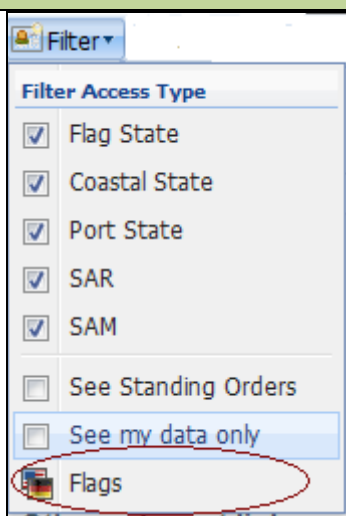 Filter
Filter Access Type
Flag State
Coastal State
Port State
SAR
SAM
See Standing Orders
See my data only
Flags